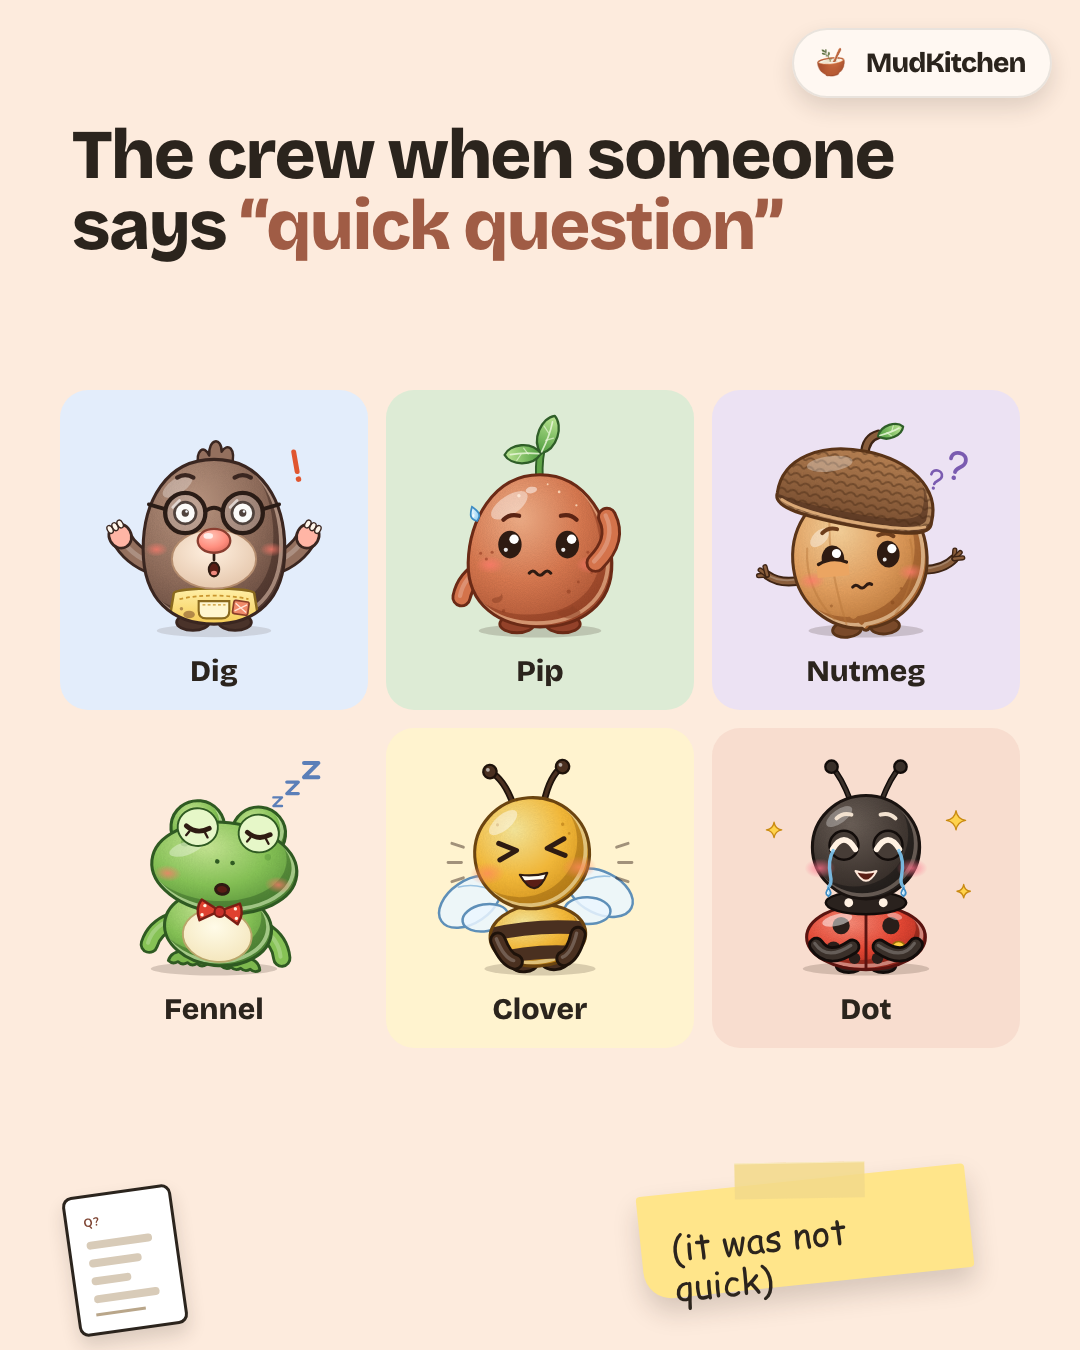 MudKitchen
The crew when someone
says “quick question”
!
Dig
Pip
? ?
Nutmeg
z z z
Fennel
Clover
Dot
Q?
(it was not
quick)